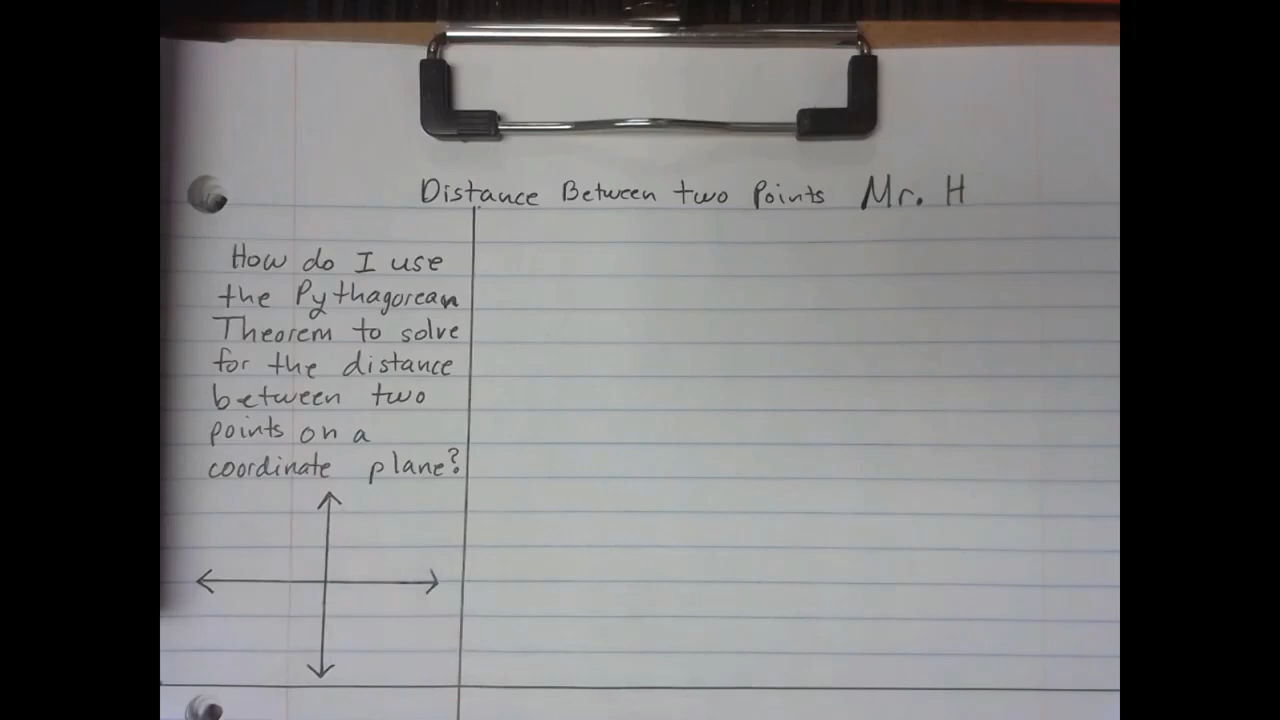 Distance Between two Points Mr. H
How do I use
the Pythagorean
Theorem to solve
for the distance
between two
points on a
coordinate plane?